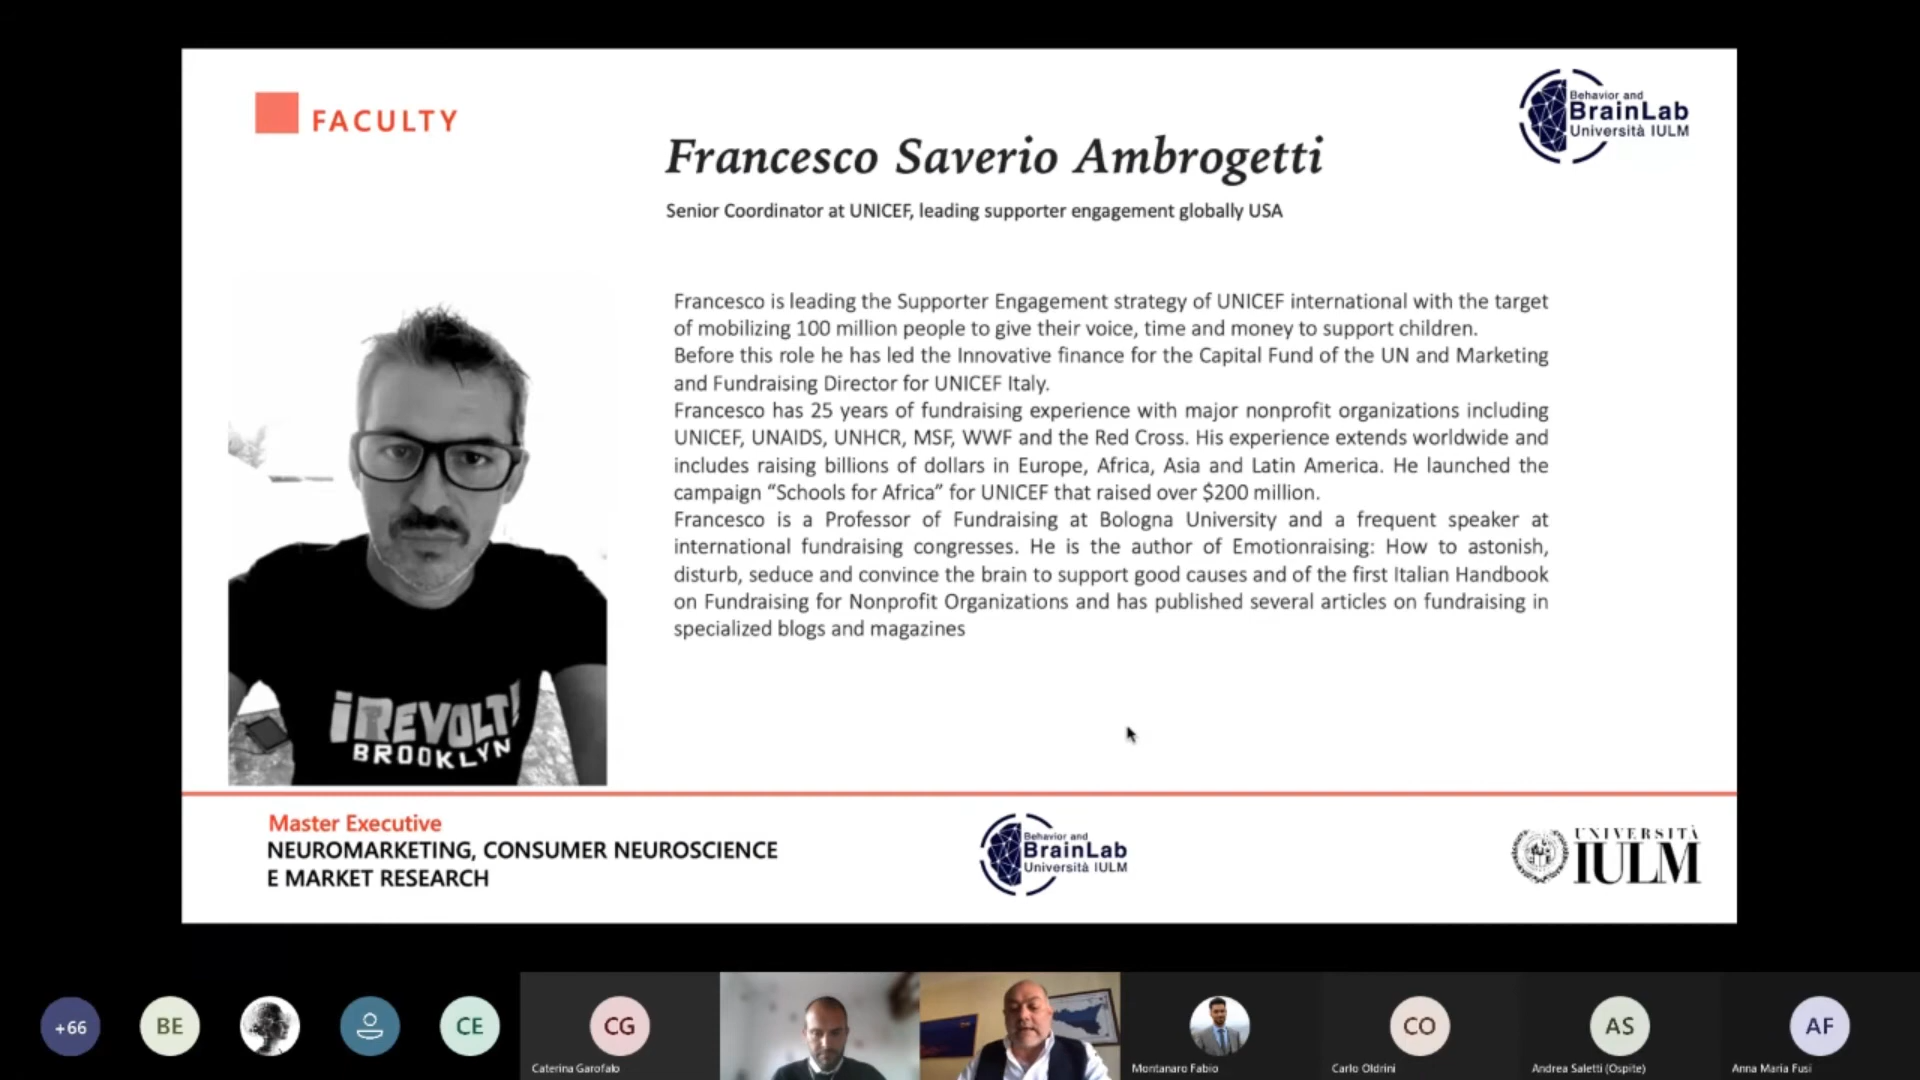 FACULTY
Behavior and
BrainLab
Università IULM
Francesco Saverio Ambrogetti
Senior Coordinator at UNICEF, leading supporter engagement globally USA
Francesco is leading the Supporter Engagement strategy of UNICEF international with the target
of mobilizing 100 million people to give their voice, time and money to support children.
Before this role he has led the Innovative finance for the Capital Fund of the UN and Marketing
and Fundraising Director for UNICEF Italy.
Francesco has 25 years of fundraising experience with major nonprofit organizations including
UNICEF, UNAIDS, UNHCR, MSF, WWF and the Red Cross. His experience extends worldwide and
includes raising billions of dollars in Europe, Africa, Asia and Latin America. He launched the
campaign “Schools for Africa” for UNICEF that raised over $200 million.
Francesco is a Professor of Fundraising at Bologna University and a frequent speaker at
international fundraising congresses. He is the author of Emotionraising: How to astonish,
disturb, seduce and convince the brain to support good causes and of the first Italian Handbook
on Fundraising for Nonprofit Organizations and has published several articles on fundraising in
specialized blogs and magazines
iREVOLT!
BROOKLYN
Master Executive
NEUROMARKETING, CONSUMER NEUROSCIENCE
E MARKET RESEARCH
Behavior and
BrainLab
Università IULM
UNIVERSITÀ
IULM
+66
BE
CE
CG
CO
AS
AF
Caterina Garofalo
Montanaro Fabio
Carlo Oldrini
Andrea Saletti (Ospite)
Anna Maria Fusi